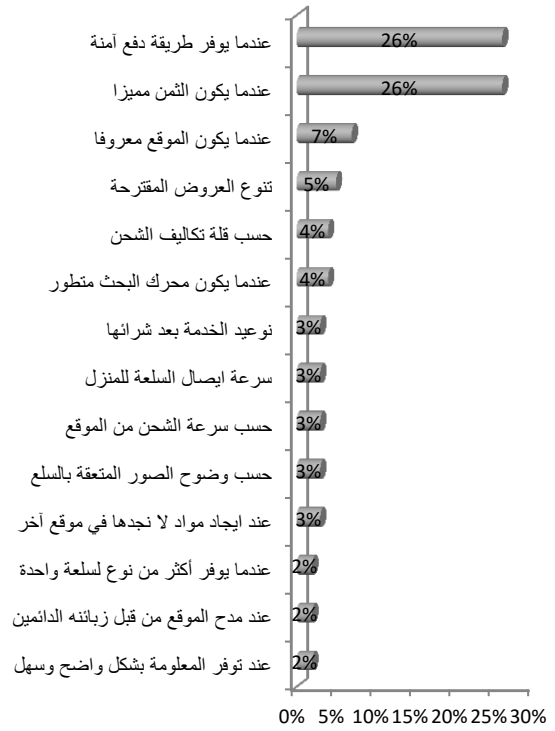 عندما يوفر طريقة دفع آمنة 26%
عندما يكون الثمن مميزا 26%
عندما يكون الموقع معروفا 7%
تنوع العروض المقترحة 5%
حسب قلة تكاليف الشحن 4%
عندما يكون محرك البحث متطور 4%
نوعيد الخدمة بعد شرائها 3%
سرعة ايصال السلعة للمنزل 3%
حسب سرعة الشحن من الموقع 3%
حسب وضوح الصور المتعقة بالسلع 3%
عند ايجاد مواد لا نجدها في موقع آخر 3%
عندما يوفر أكثر من نوع لسلعة واحدة 2%
عند مدح الموقع من قبل زبائنه الدائمين 2%
عند توفر المعلومة بشكل واضح وسهل 2%
0% 5% 10% 15% 20% 25% 30%